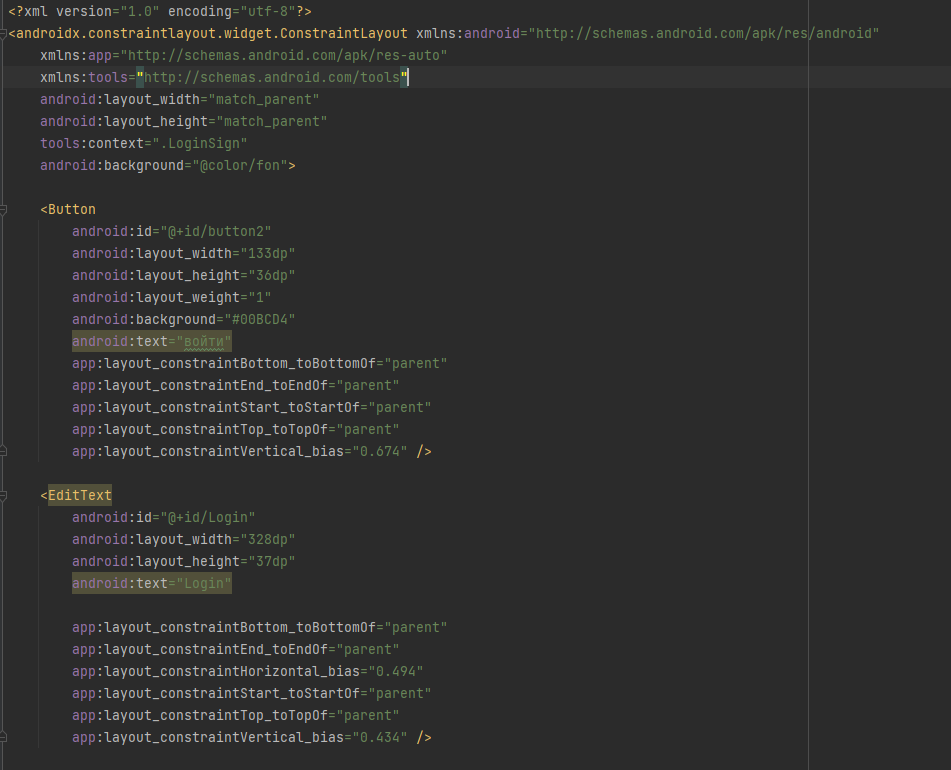 <?xml version="1.0" encoding="utf-8"?>
<androidx.constraintlayout.widget.ConstraintLayout xmlns:android="http://schemas.android.com/apk/res/android"
    xmlns:app="http://schemas.android.com/apk/res-auto"
    xmlns:tools="http://schemas.android.com/tools"
    android:layout_width="match_parent"
    android:layout_height="match_parent"
    tools:context=".LoginSign"
    android:background="@color/fon">

    <Button
        android:id="@+id/button2"
        android:layout_width="133dp"
        android:layout_height="36dp"
        android:layout_weight="1"
        android:background="#00BCD4"
        android:text="войти"
        app:layout_constraintBottom_toBottomOf="parent"
        app:layout_constraintEnd_toEndOf="parent"
        app:layout_constraintStart_toStartOf="parent"
        app:layout_constraintTop_toTopOf="parent"
        app:layout_constraintVertical_bias="0.674" />

    <EditText
        android:id="@+id/Login"
        android:layout_width="328dp"
        android:layout_height="37dp"
        android:text="Login"

        app:layout_constraintBottom_toBottomOf="parent"
        app:layout_constraintEnd_toEndOf="parent"
        app:layout_constraintHorizontal_bias="0.494"
        app:layout_constraintStart_toStartOf="parent"
        app:layout_constraintTop_toTopOf="parent"
        app:layout_constraintVertical_bias="0.434" />